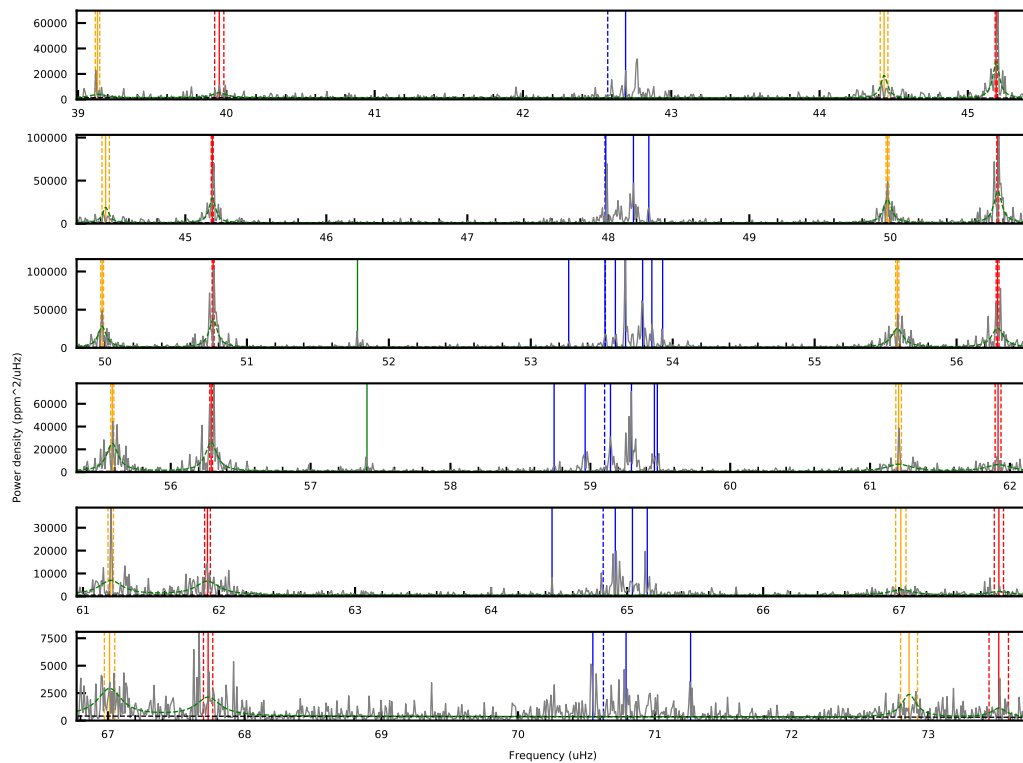 60000
40000
20000
0
39 40 41 42 43 44 45
100000
50000
0
45 46 47 48 49 50
100000
50000
0
50 51 52 53 54 55 56
Power density (ppm^2/uHz)
60000
40000
20000
0
56 57 58 59 60 61 62
30000
20000
10000
0
61 62 63 64 65 66 67
7500
5000
2500
0
67 68 69 70 71 72 73
Frequency (uHz)